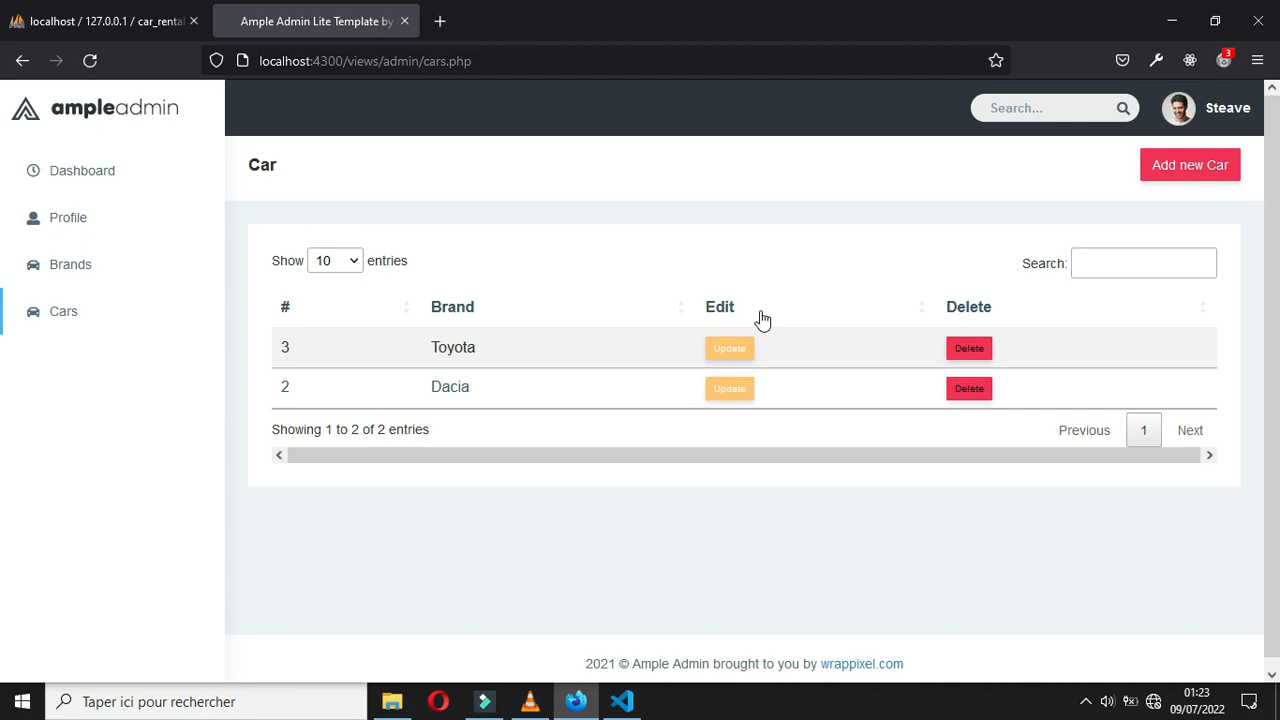 localhost / 127.0.0.1 / car_renta
Ample Admin Lite Template by
localhost:4300/views/admin/cars.php
3
ampleadmin
Search...
Steave
Dashboard
Profile
Brands
Cars
Car
Add new Car
Show 10 entries
Search:
# Brand Edit Delete
3 Toyota Update Delete
2 Dacia Update Delete
Showing 1 to 2 of 2 entries
Previous 1 Next
2021 © Ample Admin brought to you by wrappixel.com
Taper ici pour rechercher
01:23
09/07/2022